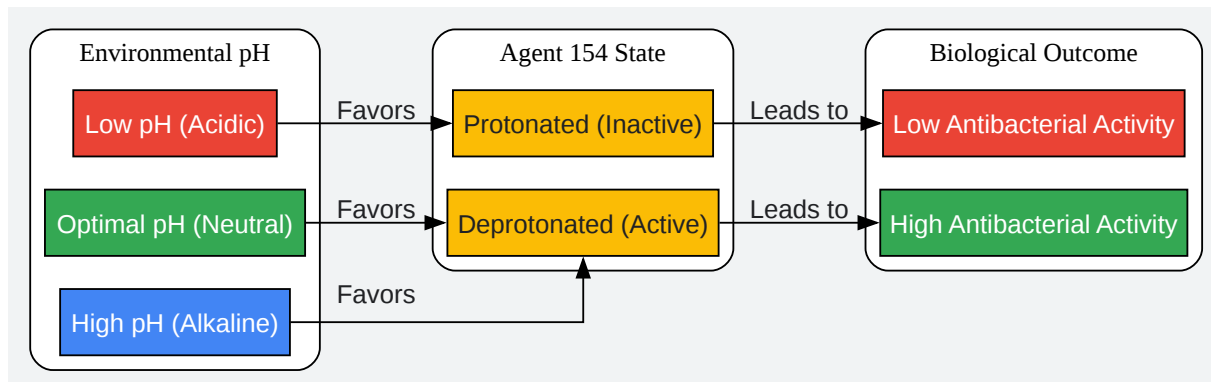 Environmental pH
Agent 154 State
Biological Outcome
Low pH (Acidic)
Favors
Protonated (Inactive)
Leads to
Low Antibacterial Activity
Optimal pH (Neutral)
Favors
Deprotonated (Active)
Leads to
High Antibacterial Activity
High pH (Alkaline)
Favors